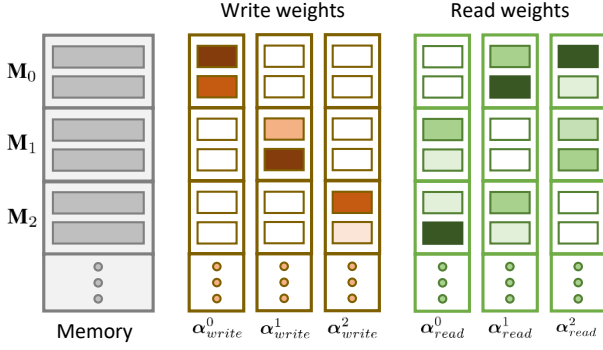 Write weights Read weights
M₀
M₁
M₂
Memory α⁰write α¹write α²write α⁰read α¹read α²read